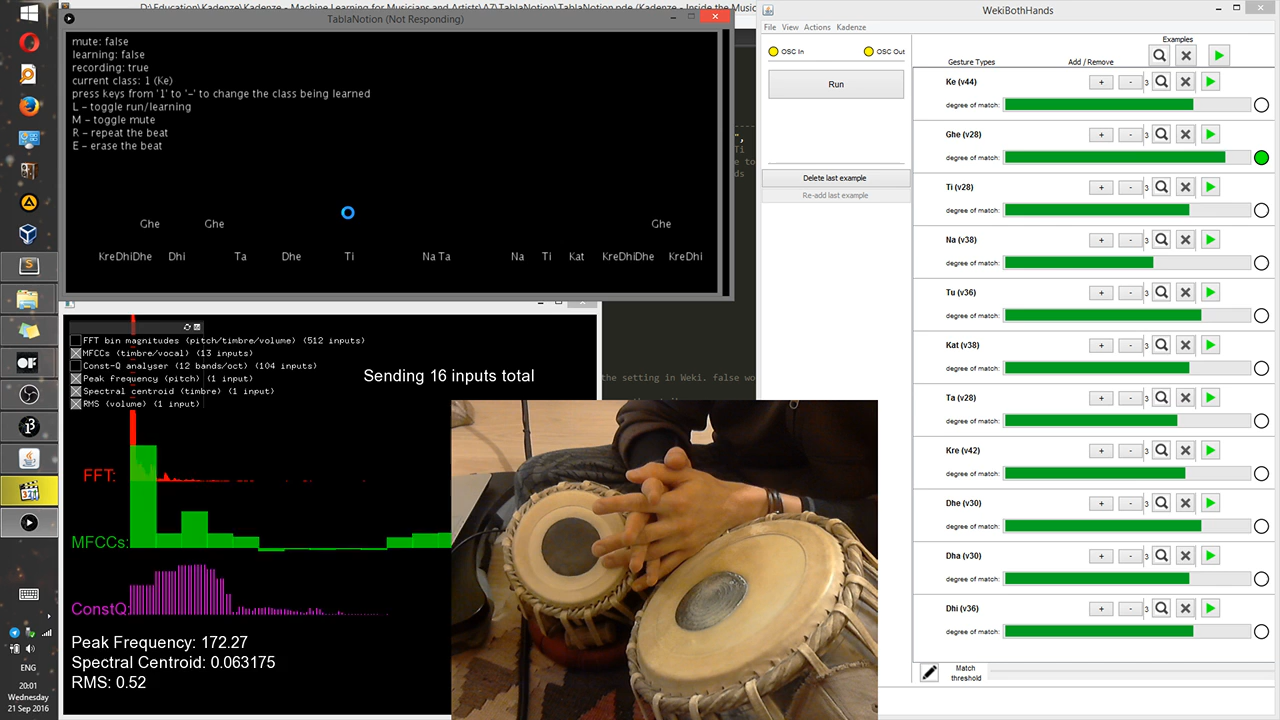 D:\Education\Kadenze\Kadenze - Machine Learning for Musicians and Artists\A7\TablaNotion\TablaNotion.pde (Kadenze - Inside the Music
TablaNotion (Not Responding)
mute: false
learning: false
recording: true
current class: 1 (Ke)
press keys from '1' to '-' to change the class being learned
L - toggle run/learning
M - toggle mute
R - repeat the beat
E - erase the beat
Ghe Ghe Ghe
KreDhiDhe Dhi Ta Dhe Ti Na Ta Na Ti Kat KreDhiDhe KreDhi
FFT bin magnitudes (pitch/timbre/volume) (512 inputs)
MFCCs (timbre/vocal) (13 inputs)
Const-Q analyser (12 bands/oct) (104 inputs)
Peak frequency (pitch) (1 input)
Spectral centroid (timbre) (1 input)
RMS (volume) (1 input)
Sending 16 inputs total
FFT:
MFCCs:
ConstQ:
Peak Frequency: 172.27
Spectral Centroid: 0.063175
RMS: 0.52
the setting in Weki. false wo
WekiBothHands
File View Actions Kadenze
OSC In OSC Out
Run
Delete last example
Re-add last example
Examples
Gesture Types Add / Remove
Ke (v44) + - 3
degree of match:
Ghe (v28) + - 3
degree of match:
Ti (v28) + - 3
degree of match:
Na (v38) + - 3
degree of match:
Tu (v36) + - 3
degree of match:
Kat (v38) + - 3
degree of match:
Ta (v28) + - 3
degree of match:
Kre (v42) + - 3
degree of match:
Dhe (v30) + - 3
degree of match:
Dha (v30) + - 3
degree of match:
Dhi (v36) + - 3
degree of match:
Match
threshold
ENG
20:01
Wednesday
21 Sep 2016